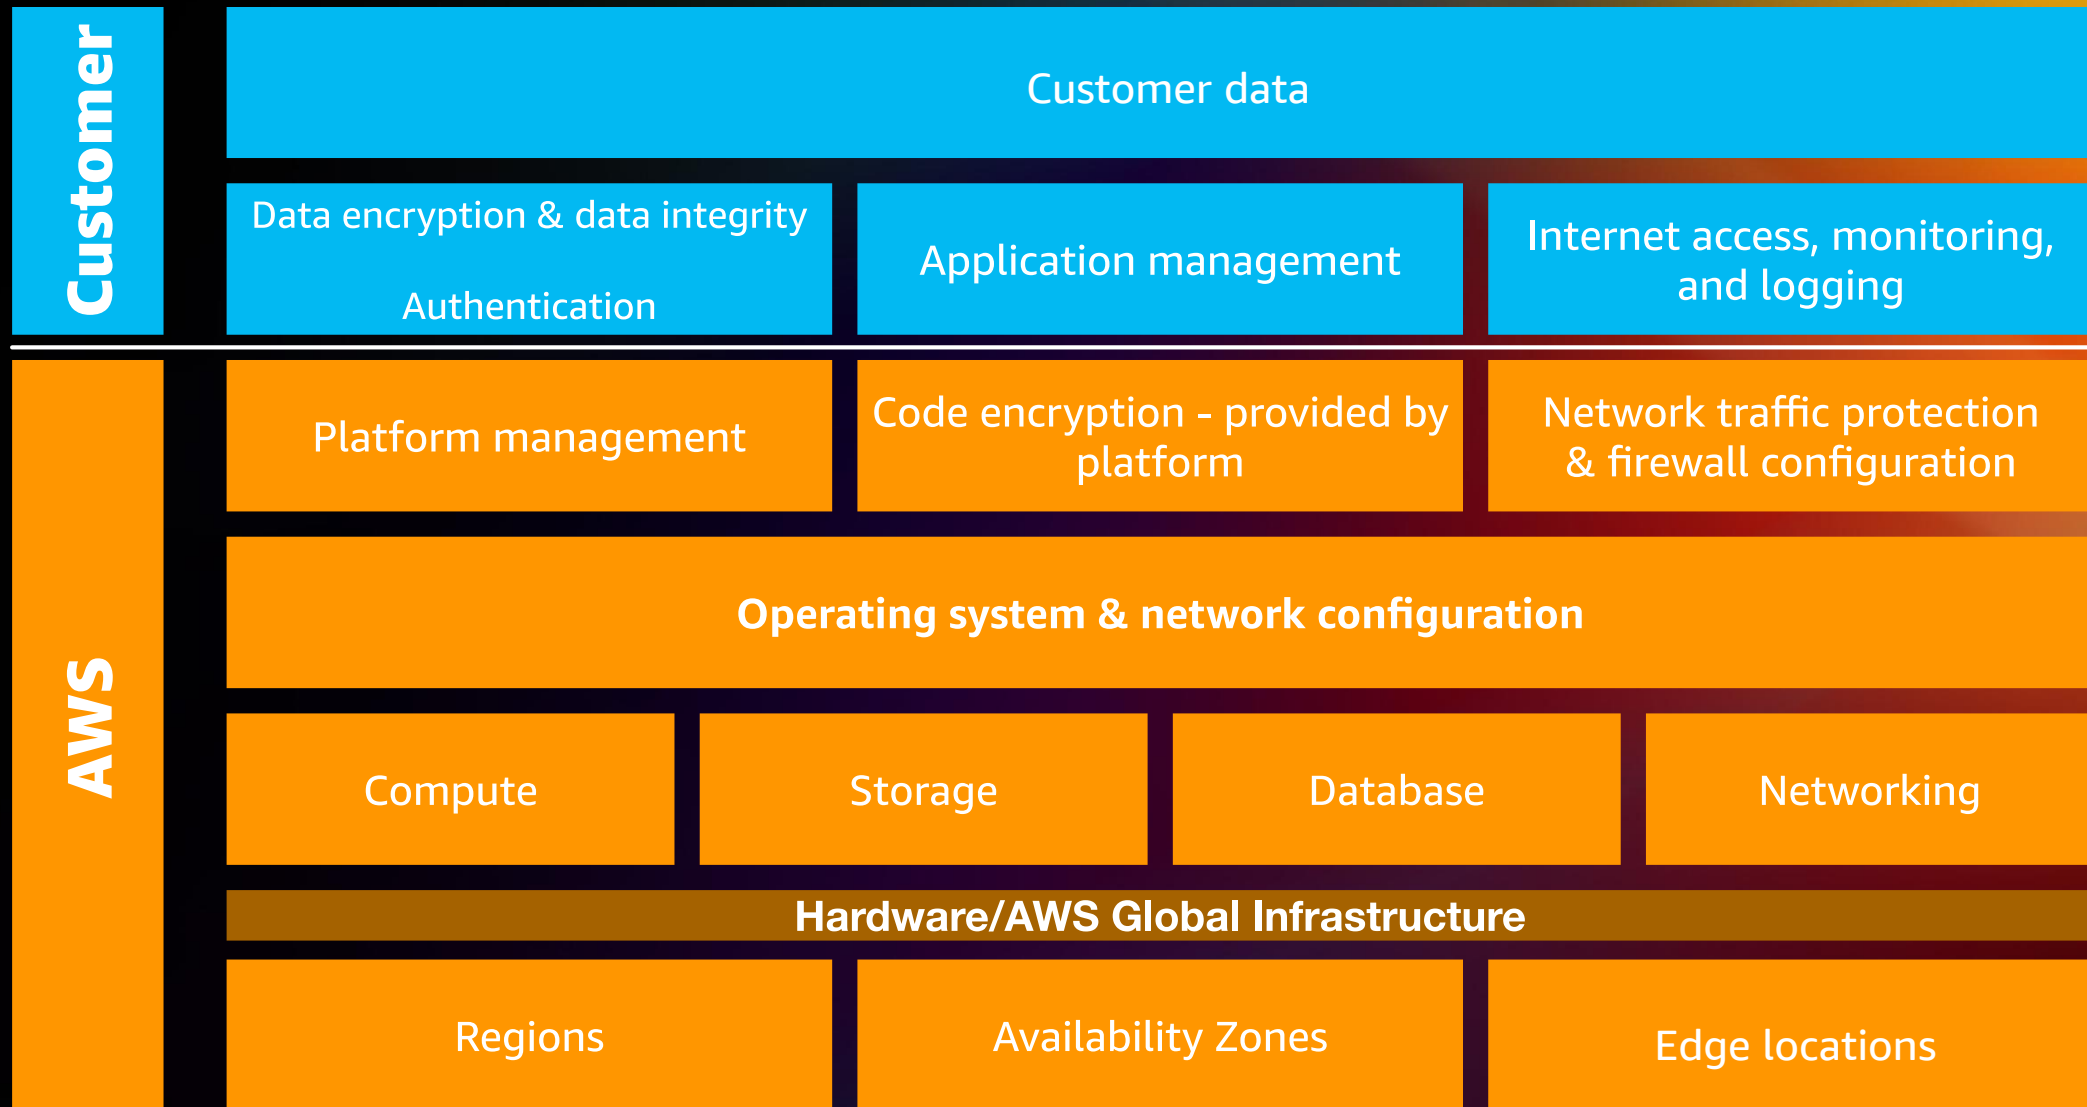 Customer
Customer data
Data encryption & data integrity
Authentication
Application management
Internet access, monitoring,
and logging
AWS
Platform management
Code encryption - provided by
platform
Network traffic protection
& firewall configuration
Operating system & network configuration
Compute
Storage
Database
Networking
Hardware/AWS Global Infrastructure
Regions
Availability Zones
Edge locations